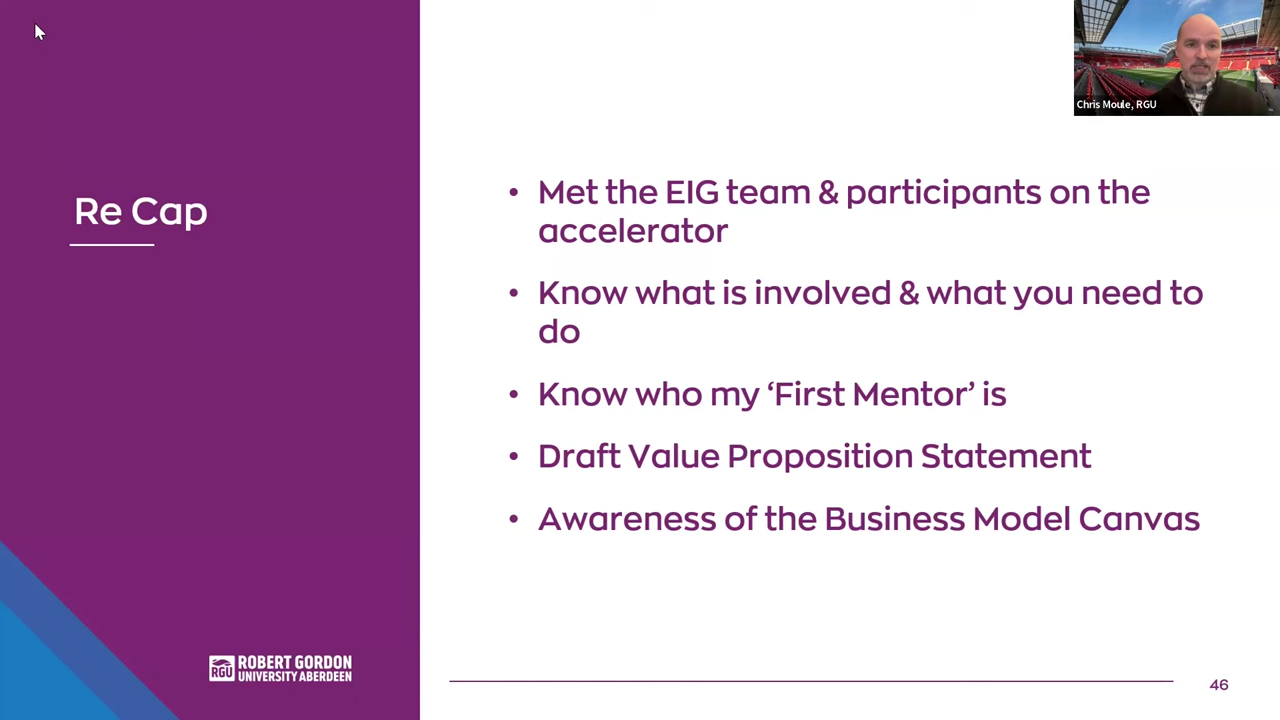 Chris Moule, RGU
Re Cap
• Met the EIG team & participants on the
accelerator
• Know what is involved & what you need to
do
• Know who my ‘First Mentor’ is
• Draft Value Proposition Statement
• Awareness of the Business Model Canvas
RGU
ROBERT GORDON
UNIVERSITY ABERDEEN
46